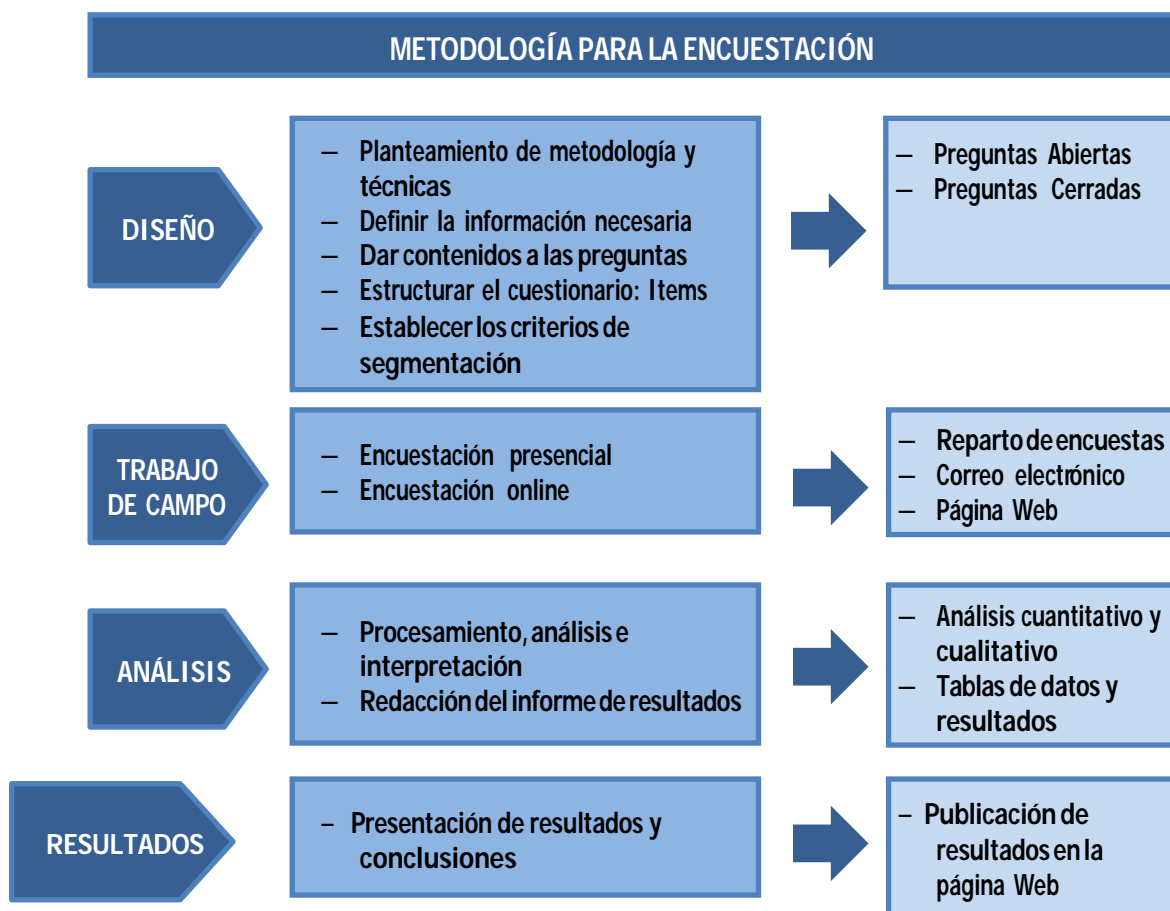 METODOLOGÍA PARA LA ENCUESTACIÓN
DISEÑO
– Planteamiento de metodología y
técnicas
– Definir la información necesaria
– Dar contenidos a las preguntas
– Estructurar el cuestionario: Items
– Establecer los criterios de
segmentación
– Preguntas Abiertas
– Preguntas Cerradas
TRABAJO
DE CAMPO
– Encuestación presencial
– Encuestación online
– Reparto de encuestas
– Correo electrónico
– Página Web
ANÁLISIS
– Procesamiento, análisis e
interpretación
– Redacción del informe de resultados
– Análisis cuantitativo y
cualitativo
– Tablas de datos y
resultados
RESULTADOS
– Presentación de resultados y
conclusiones
– Publicación de
resultados en la
página Web